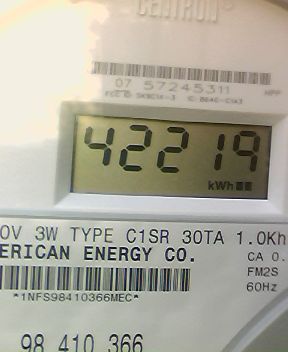 CENTRON
07 57245311
42219
kWh
0V 3W TYPE C1SR 30TA 1.0Kh
ERICAN ENERGY CO.
CA 0.
FM2S
*1NFS98410366MEC*
60Hz
98 410 366